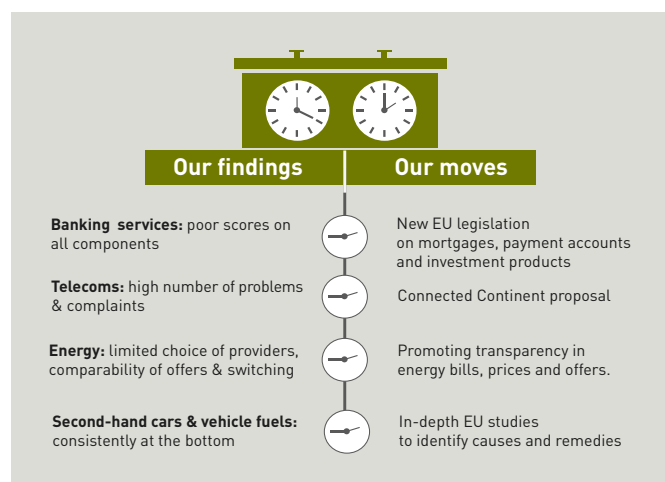 Our findings
Our moves
Banking services: poor scores on
all components
New EU legislation
on mortgages, payment accounts
and investment products
Telecoms: high number of problems
& complaints
Connected Continent proposal
Energy: limited choice of providers,
comparability of offers & switching
Promoting transparency in
energy bills, prices and offers.
Second-hand cars & vehicle fuels:
consistently at the bottom
In-depth EU studies
to identify causes and remedies